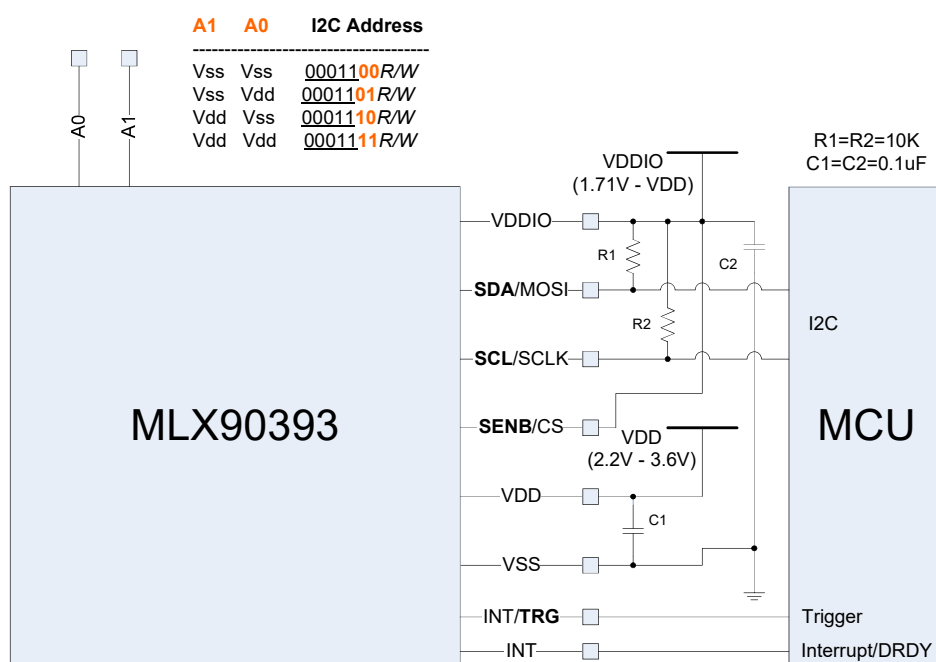 A1 A0 I2C Address
-------------------------------------
Vss Vss 0001100R/W
Vss Vdd 0001101R/W
Vdd Vss 0001110R/W
Vdd Vdd 0001111R/W
A0
A1
R1=R2=10K
C1=C2=0.1uF
VDDIO
(1.71V - VDD)
VDDIO
R1
C2
SDA/MOSI
R2
I2C
SCL/SCLK
MLX90393
SENB/CS
MCU
VDD
(2.2V - 3.6V)
VDD
C1
VSS
INT/TRG
Trigger
INT
Interrupt/DRDY